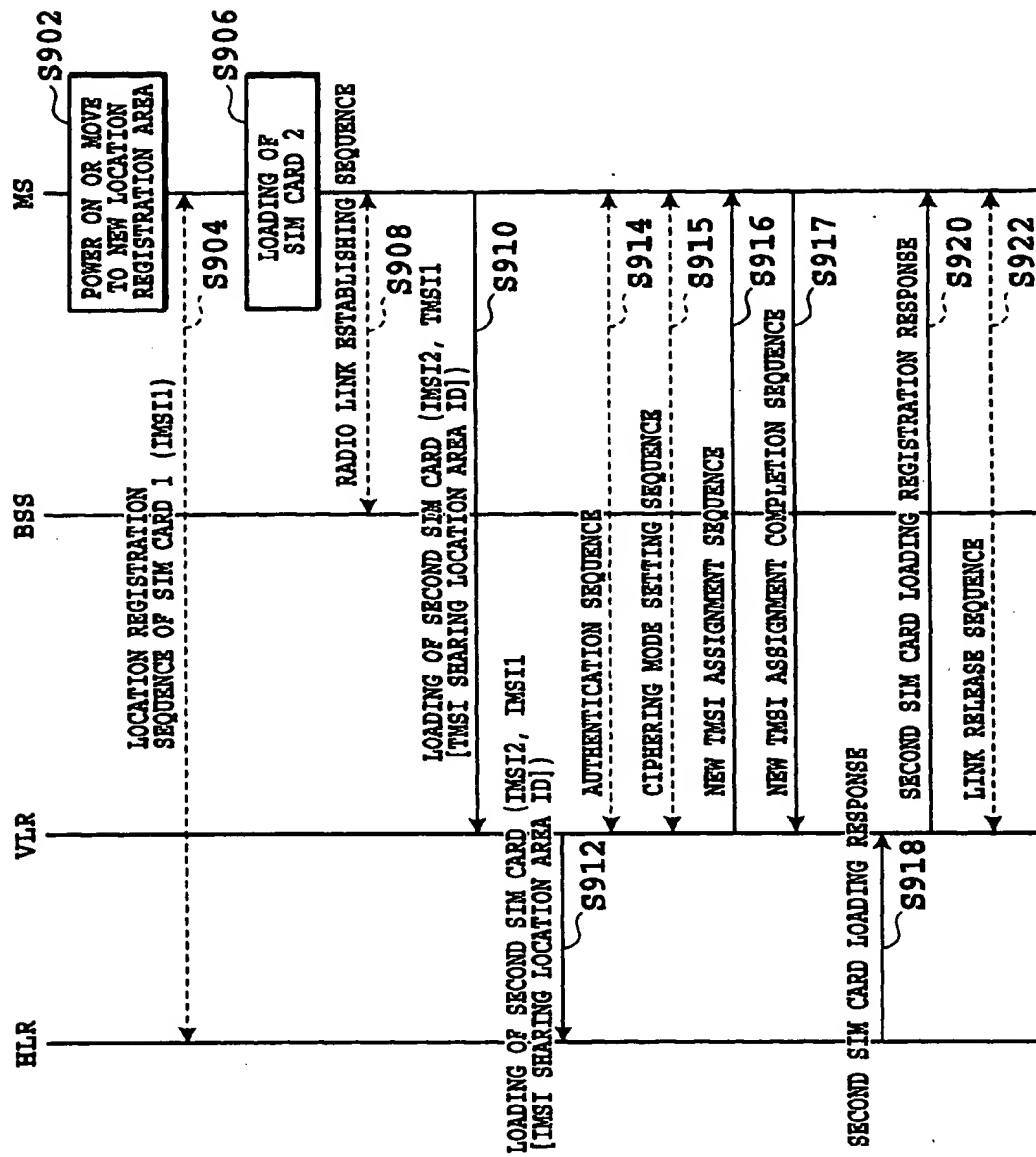 HLR
VLR
BSS
MS
POWER ON OR MOVE
TO NEW LOCATION
REGISTRATION AREA
S902
LOCATION REGISTRATION
SEQUENCE OF SIM CARD 1 (IMSI1)
S904
LOADING OF
SIM CARD 2
S906
RADIO LINK ESTABLISHING SEQUENCE
S908
LOADING OF SECOND SIM CARD (IMSI2, TMSI1
[TMSI SHARING LOCATION AREA ID])
S910
LOADING OF SECOND SIM CARD (IMSI2, IMSI1
[IMSI SHARING LOCATION AREA ID])
S912
AUTHENTICATION SEQUENCE
S914
CIPHERING MODE SETTING SEQUENCE
S915
NEW TMSI ASSIGNMENT SEQUENCE
S916
NEW TMSI ASSIGNMENT COMPLETION SEQUENCE
S917
SECOND SIM CARD LOADING RESPONSE
S918
SECOND SIM CARD LOADING REGISTRATION RESPONSE
S920
LINK RELEASE SEQUENCE
S922